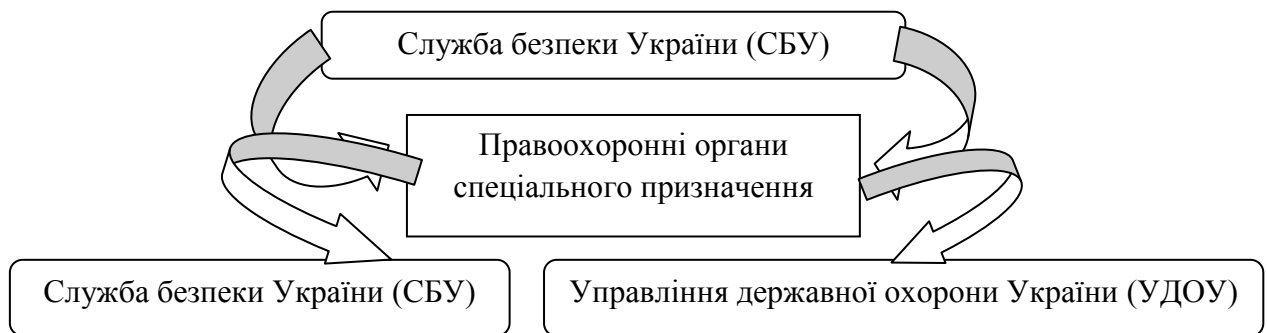 Служба безпеки України (СБУ)
Правоохоронні органи
спеціального призначення
Служба безпеки України (СБУ)
Управління державної охорони України (УДОУ)